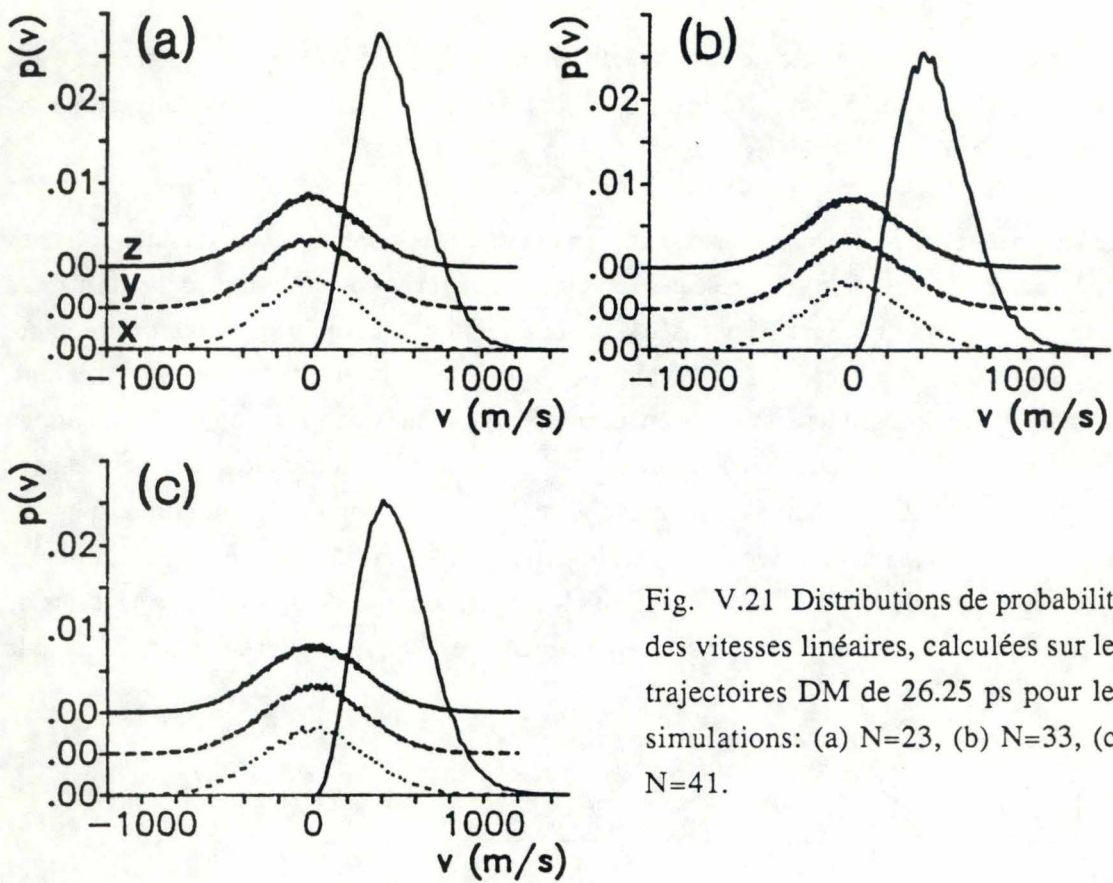 (a)
p(v)
.02
.01
.00
.00
.00
z
y
x
−1000 0 1000
v (m/s)
(b)
p(v)
.02
.01
.00
.00
.00
−1000 0 1000
v (m/s)
(c)
p(v)
.02
.01
.00
.00
.00
−1000 0 1000
v (m/s)
Fig. V.21 Distributions de probabilit
des vitesses linéaires, calculées sur le
trajectoires DM de 26.25 ps pour le
simulations: (a) N=23, (b) N=33, (c
N=41.